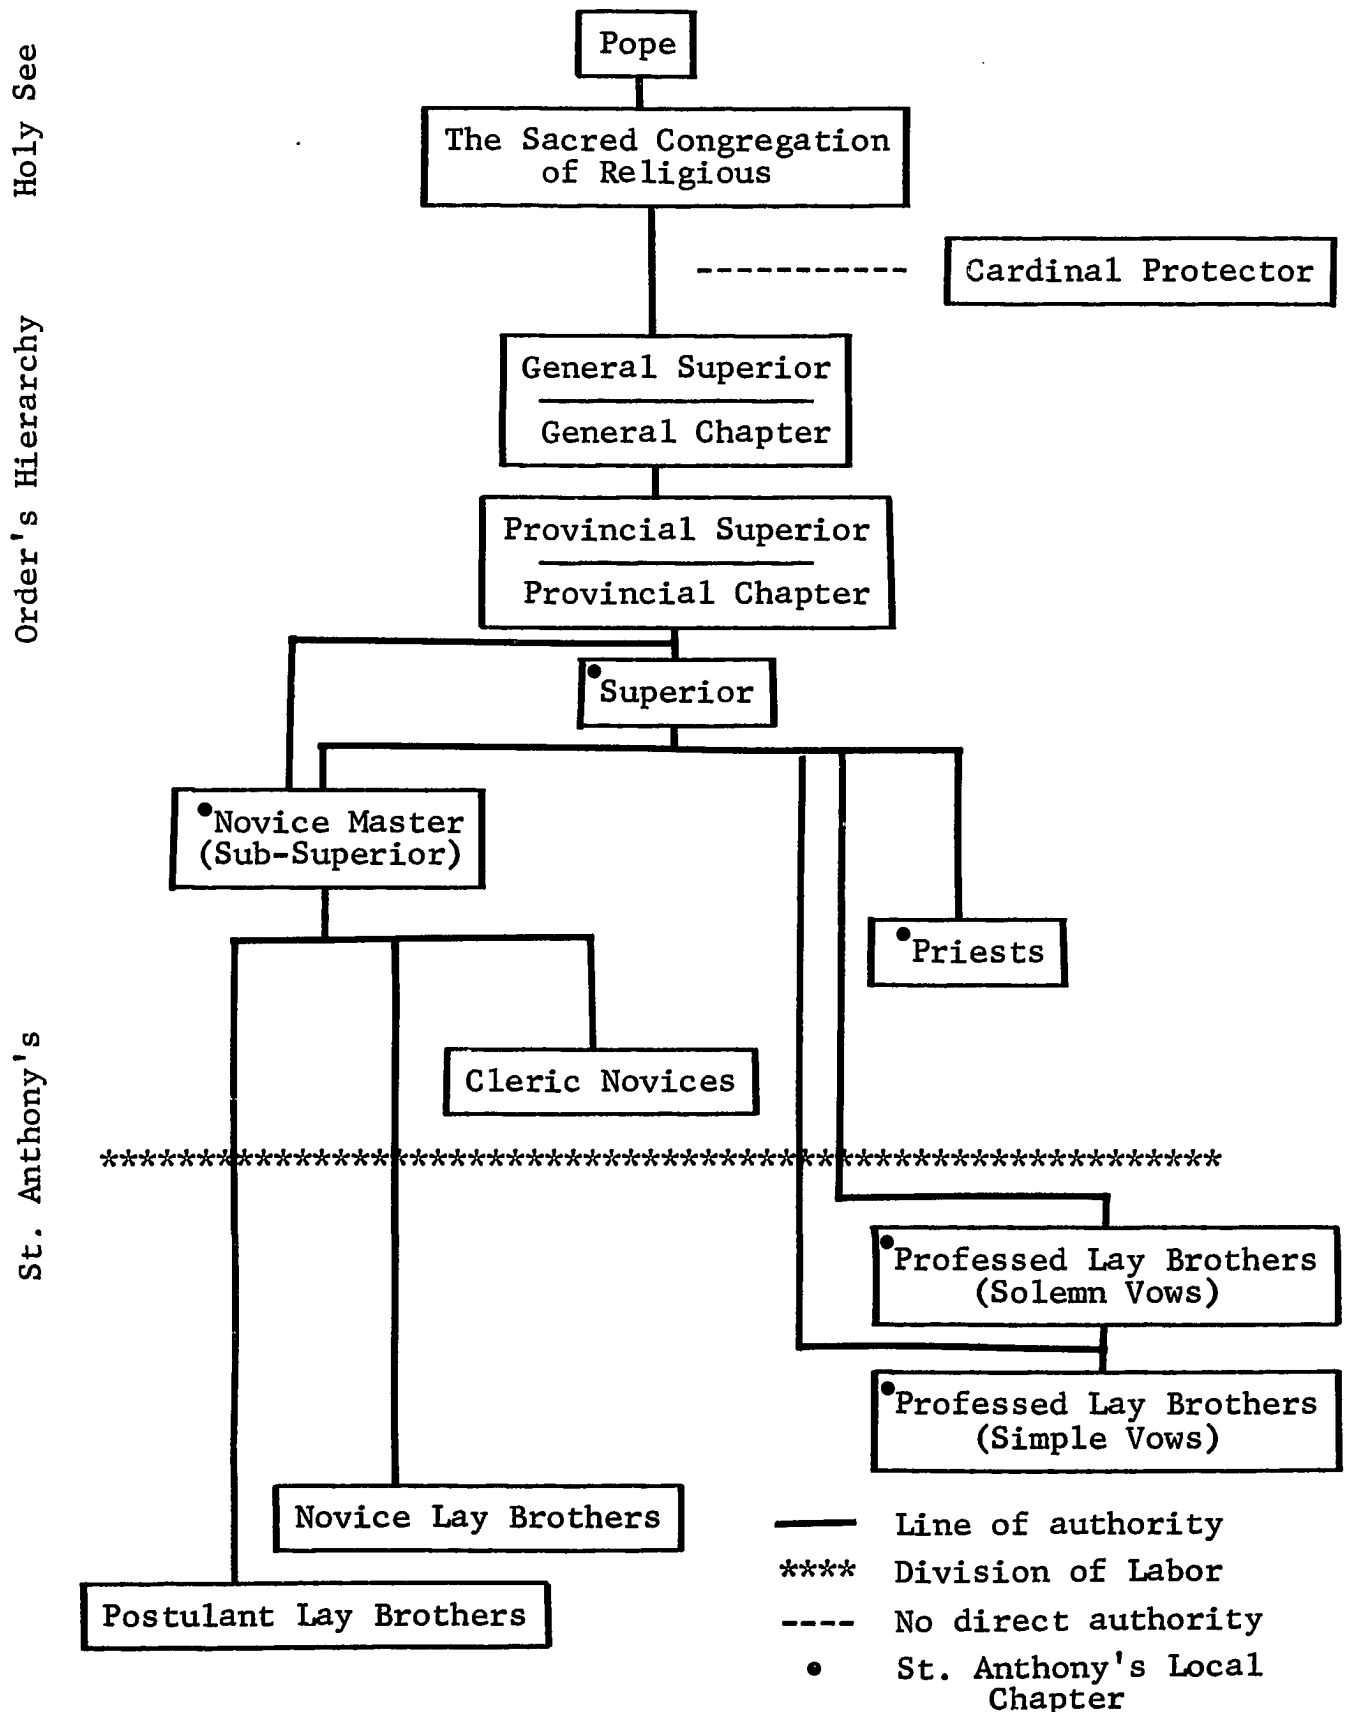 Holy See
Pope
The Sacred Congregation
of Religious
Cardinal Protector
Order's Hierarchy
General Superior
General Chapter
Provincial Superior
Provincial Chapter
Superior
Novice Master
(Sub-Superior)
Priests
St. Anthony's
Cleric Novices
****************************************************
Professed Lay Brothers
(Solemn Vows)
Professed Lay Brothers
(Simple Vows)
Novice Lay Brothers
Postulant Lay Brothers
Line of authority
**** Division of Labor
---- No direct authority
• St. Anthony's Local
Chapter